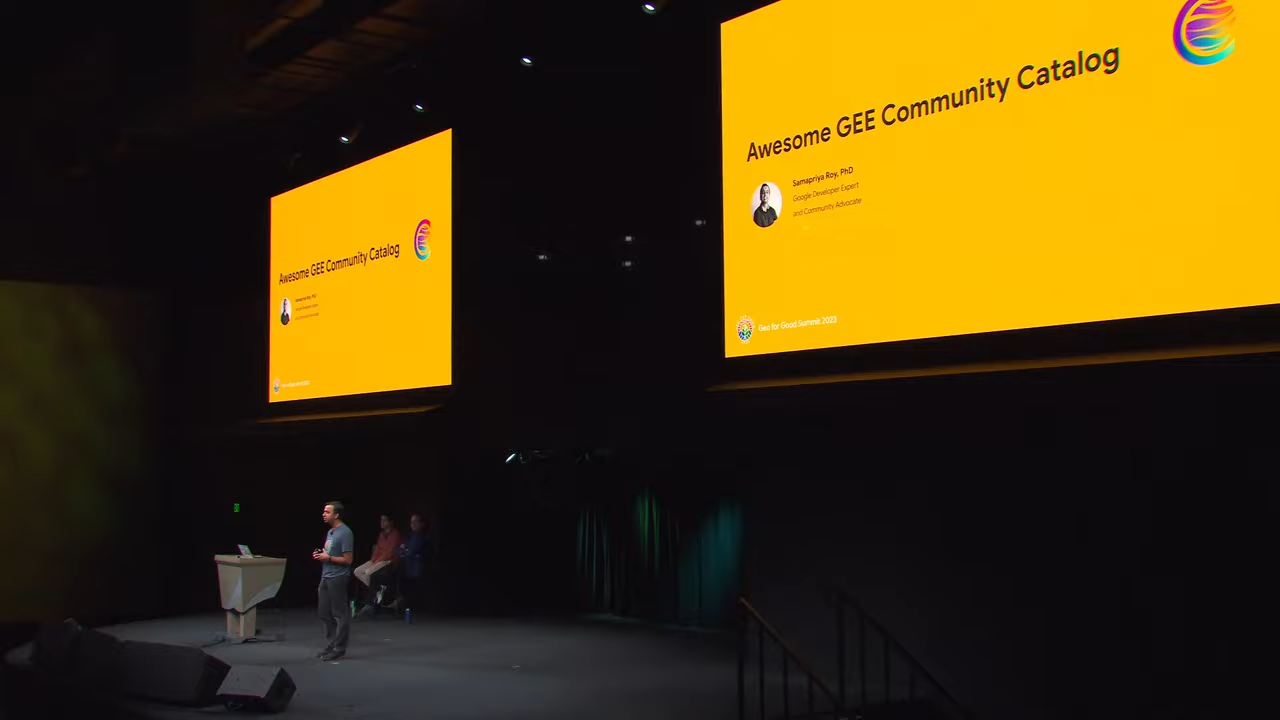 Awesome GEE Community Catalog
Samapriya Roy, PhD
Google Developer Expert
and Community Advocate
Geo for Good Summit 2023
Awesome GEE Community Catalog